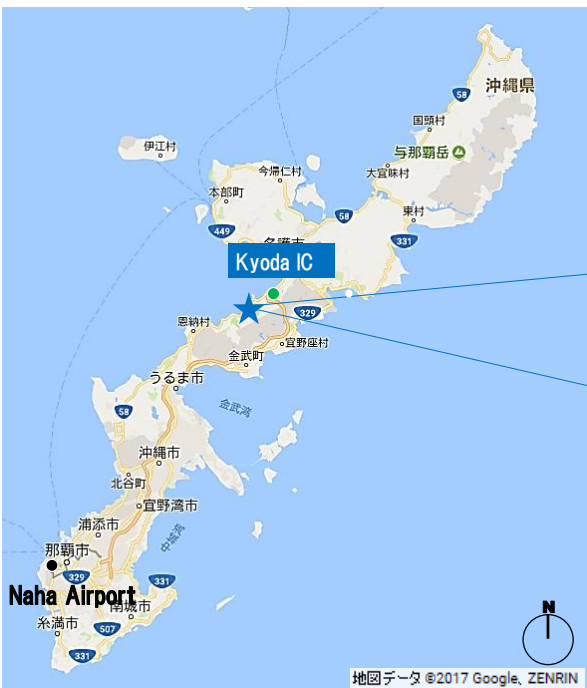 沖縄県
58
国頭村
与那覇岳
伊江村
今帰仁村
大宜味村
本部町
58
東村
449
331
名護市
Kyoda IC
329
恩納村
宜野座村
金武町
うるま市
58
金武湾
沖縄市
北谷町
宜野湾市
浦添市
中城湾
那覇市
329
331
Naha Airport
南城市
糸満市
507
331
N
地図データ ©2017 Google、ZENRIN